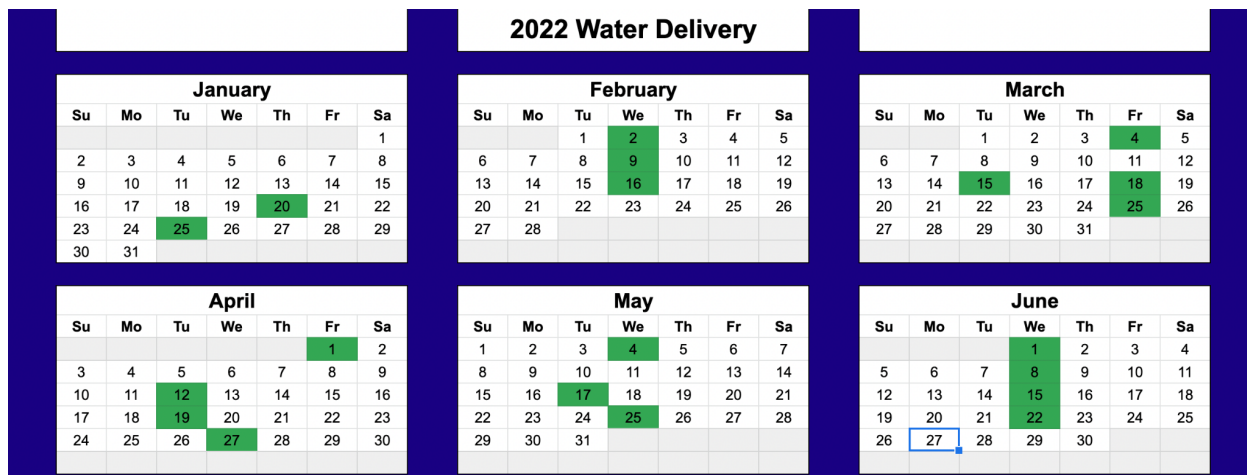 2022 Water Delivery
January
Su Mo Tu We Th Fr Sa
1
2 3 4 5 6 7 8
9 10 11 12 13 14 15
16 17 18 19 20 21 22
23 24 25 26 27 28 29
30 31
February
Su Mo Tu We Th Fr Sa
1 2 3 4 5
6 7 8 9 10 11 12
13 14 15 16 17 18 19
20 21 22 23 24 25 26
27 28
March
Su Mo Tu We Th Fr Sa
1 2 3 4 5
6 7 8 9 10 11 12
13 14 15 16 17 18 19
20 21 22 23 24 25 26
27 28 29 30 31
April
Su Mo Tu We Th Fr Sa
1 2
3 4 5 6 7 8 9
10 11 12 13 14 15 16
17 18 19 20 21 22 23
24 25 26 27 28 29 30
May
Su Mo Tu We Th Fr Sa
1 2 3 4 5 6 7
8 9 10 11 12 13 14
15 16 17 18 19 20 21
22 23 24 25 26 27 28
29 30 31
June
Su Mo Tu We Th Fr Sa
1 2 3 4
5 6 7 8 9 10 11
12 13 14 15 16 17 18
19 20 21 22 23 24 25
26 27 28 29 30